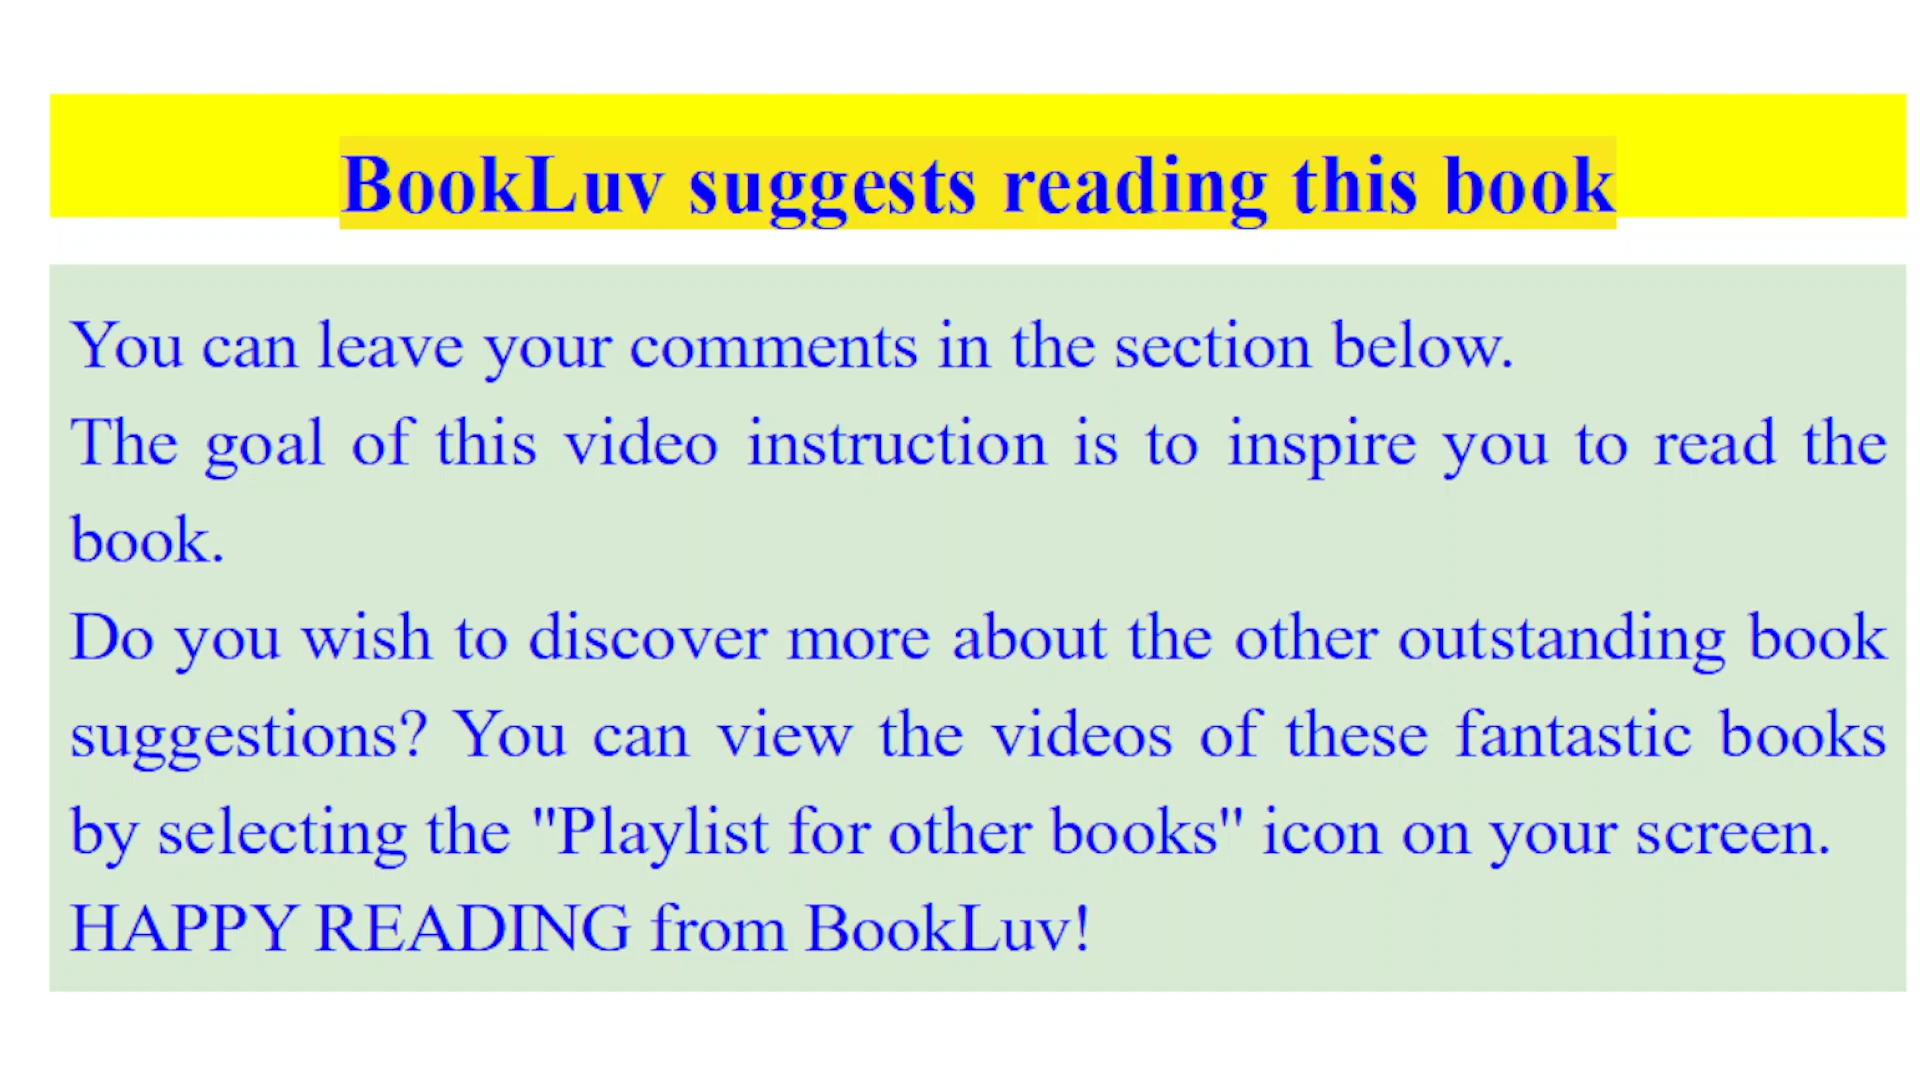 BookLuv suggests reading this book
You can leave your comments in the section below.
The goal of this video instruction is to inspire you to read the
book.
Do you wish to discover more about the other outstanding book
suggestions? You can view the videos of these fantastic books
by selecting the "Playlist for other books" icon on your screen.
HAPPY READING from BookLuv!